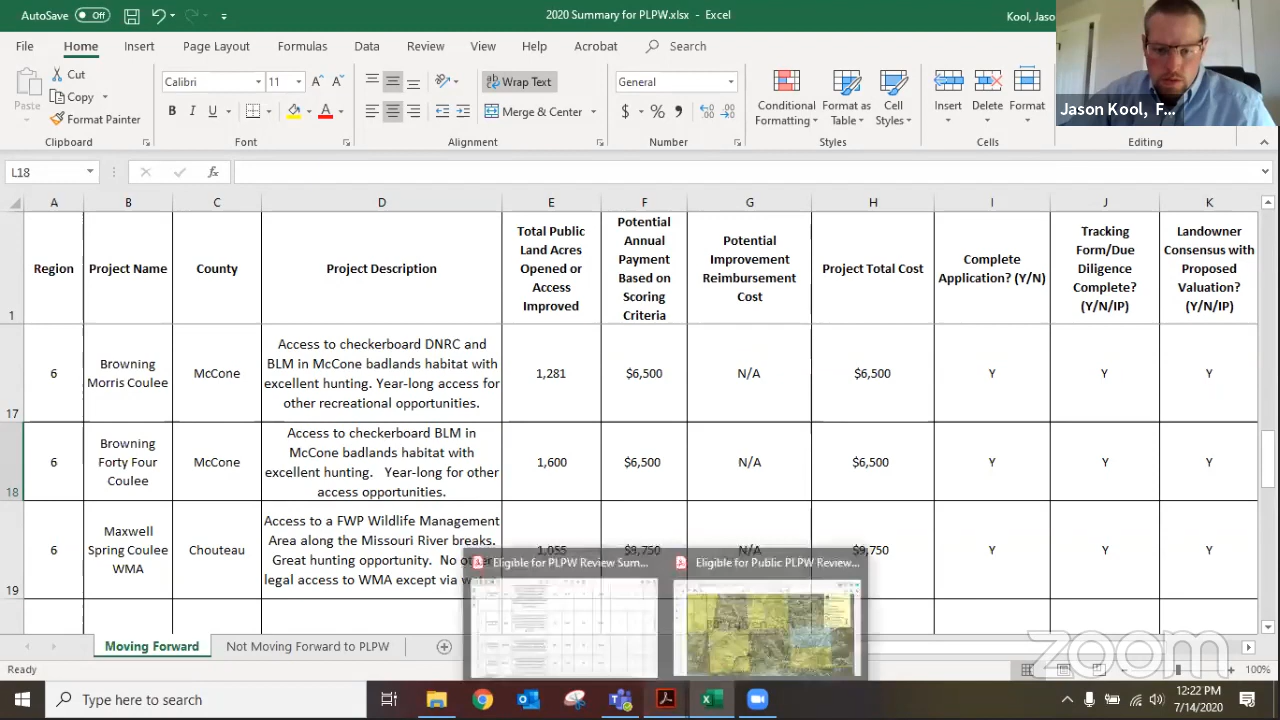 AutoSave Off
2020 Summary for PLPW.xlsx - Excel
Kool, Jaso
File Home Insert Page Layout Formulas Data Review View Help Acrobat Search
Paste
Cut
Copy
Format Painter
Clipboard
Calibri 11
B I U
Font
Wrap Text
Merge & Center
Alignment
General
$ % ,
Number
Conditional Formatting
Format as Table
Cell Styles
Styles
Insert Delete Format
Cells
Editing
Jason Kool, F...
L18
fx
A B C D E F G H I J K
1
Region
Project Name
County
Project Description
Total Public Land Acres Opened or Access Improved
Potential Annual Payment Based on Scoring Criteria
Potential Improvement Reimbursement Cost
Project Total Cost
Complete Application? (Y/N)
Tracking Form/Due Diligence Complete? (Y/N/IP)
Landowner Consensus with Proposed Valuation? (Y/N/IP)
17
6
Browning Morris Coulee
McCone
Access to checkerboard DNRC and
BLM in McCone badlands habitat with
excellent hunting. Year-long access for
other recreational opportunities.
1,281
$6,500
N/A
$6,500
Y
Y
Y
18
6
Browning Forty Four Coulee
McCone
Access to checkerboard BLM in
McCone badlands habitat with
excellent hunting. Year-long for other
access opportunities.
1,600
$6,500
N/A
$6,500
Y
Y
Y
19
6
Maxwell Spring Coulee WMA
Chouteau
Access to a FWP Wildlife Management
Area along the Missouri River breaks.
Great hunting opportunity. No
legal access to WMA except via
1,055
N/A
Y
Y
Y
Eligible for PLPW Review Sum...
Eligible for Public PLPW Review...
Moving Forward
Not Moving Forward to PLPW
zoom
Ready
100%
Type here to search
12:22 PM
7/14/2020